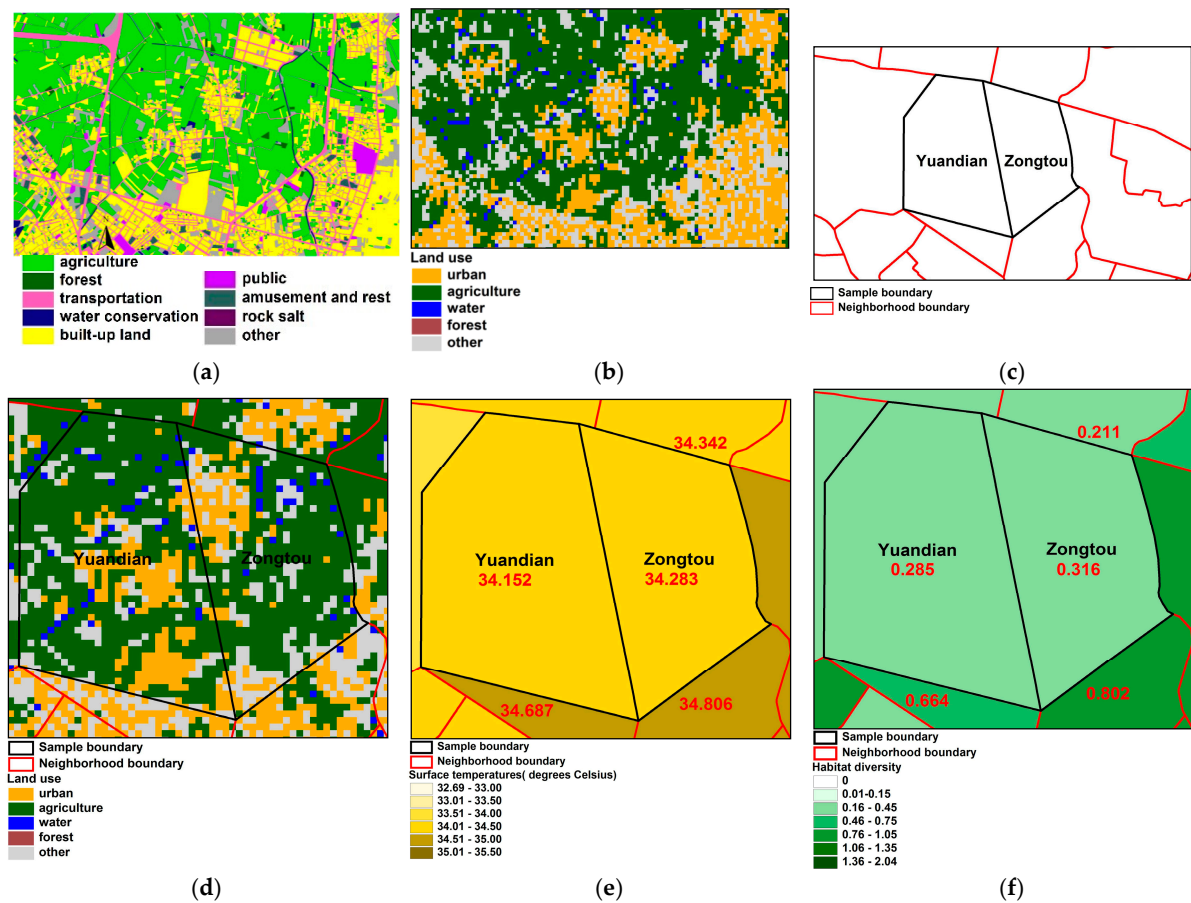 agriculture
forest
transportation
water conservation
built-up land
public
amusement and rest
rock salt
other
(a)
Land use
urban
agriculture
water
forest
other
(b)
Yuandian
Zongtou
Sample boundary
Neighborhood boundary
(c)
Yuandian
Zongtou
Sample boundary
Neighborhood boundary
Land use
urban
agriculture
water
forest
other
(d)
34.342
Yuandian
34.152
Zongtou
34.283
34.687
34.806
Sample boundary
Neighborhood boundary
Surface temperatures( degrees Celsius)
32.69 - 33.00
33.01 - 33.50
33.51 - 34.00
34.01 - 34.50
34.51 - 35.00
35.01 - 35.50
(e)
0.211
Yuandian
0.285
Zongtou
0.316
0.664
0.802
Sample boundary
Neighborhood boundary
Habitat diversity
0
0.01-0.15
0.16 - 0.45
0.46 - 0.75
0.76 - 1.05
1.06 - 1.35
1.36 - 2.04
(f)